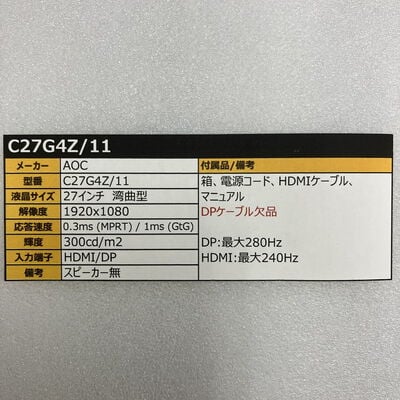 C27G4Z/11
メーカー AOC 付属品/備考
型番 C27G4Z/11 箱、電源コード、HDMIケーブル、
液晶サイズ 27インチ 湾曲型 マニュアル
解像度 1920x1080 DPケーブル欠品
応答速度 0.3ms (MPRT) / 1ms (GtG)
輝度 300cd/m2 DP:最大280Hz
入力端子 HDMI/DP HDMI:最大240Hz
備考 スピーカー無